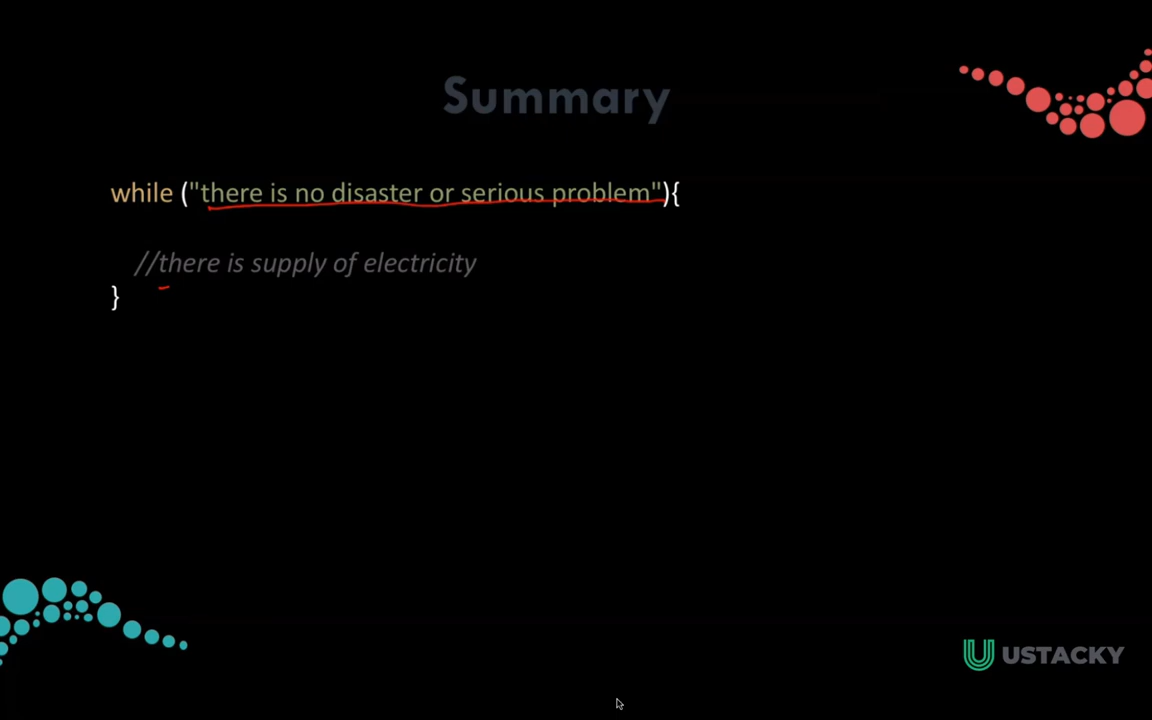 Summary
while ("there is no disaster or serious problem"){
//there is supply of electricity
}
USTACKY